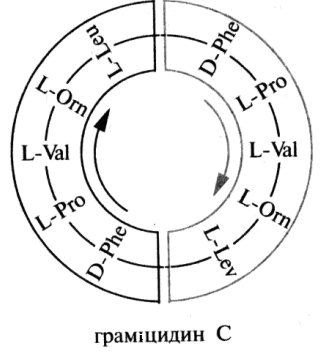 L-Leu D-Phe
L-Orn L-Pro
L-Val L-Val
L-Pro L-Orn
D-Phe L-Lev
граміцидин С